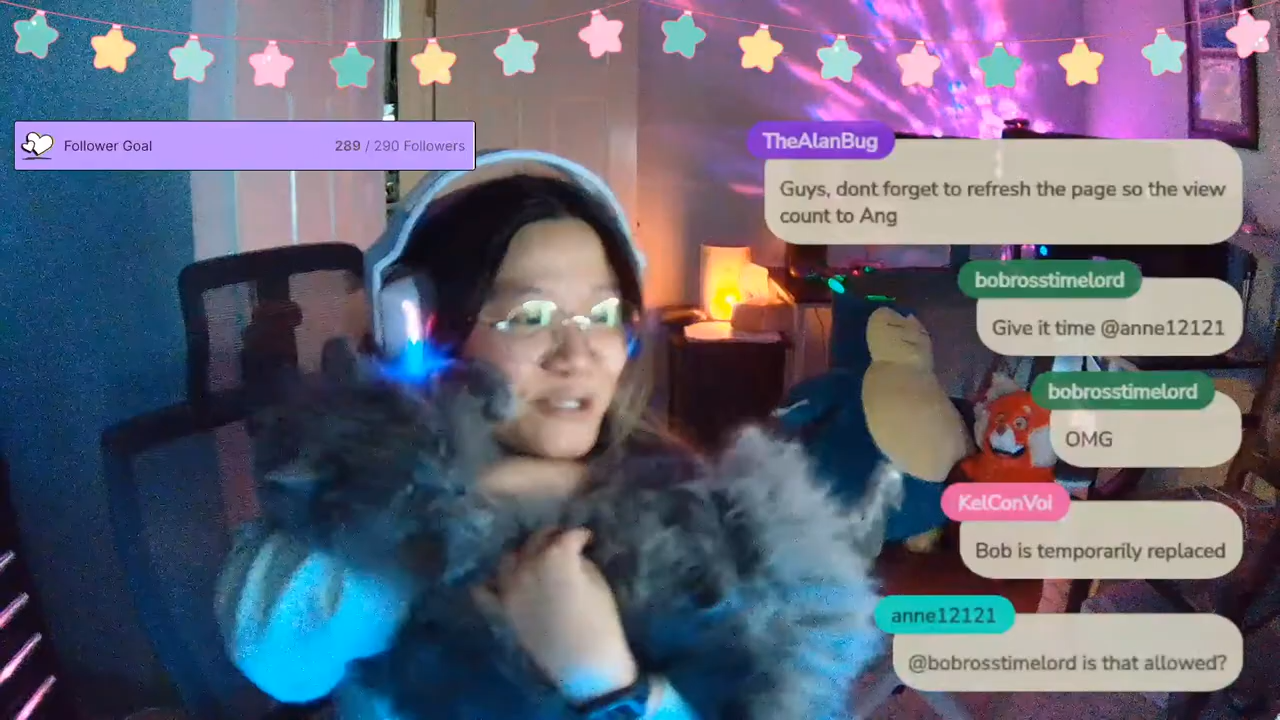 Follower Goal 289 / 290 Followers
TheAlanBug
Guys, dont forget to refresh the page so the view
count to Ang
bobrosstimelord
Give it time @anne12121
bobrosstimelord
OMG
KelConVoi
Bob is temporarily replaced
anne12121
@bobrosstimelord is that allowed?